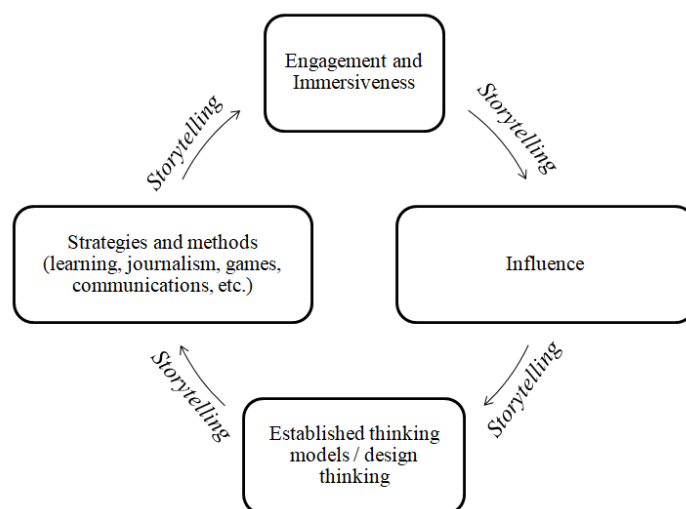 Engagement and
Immersiveness
Storytelling
Storytelling
Strategies and methods
(learning, journalism, games,
communications, etc.)
Influence
Storytelling
Storytelling
Established thinking
models / design
thinking